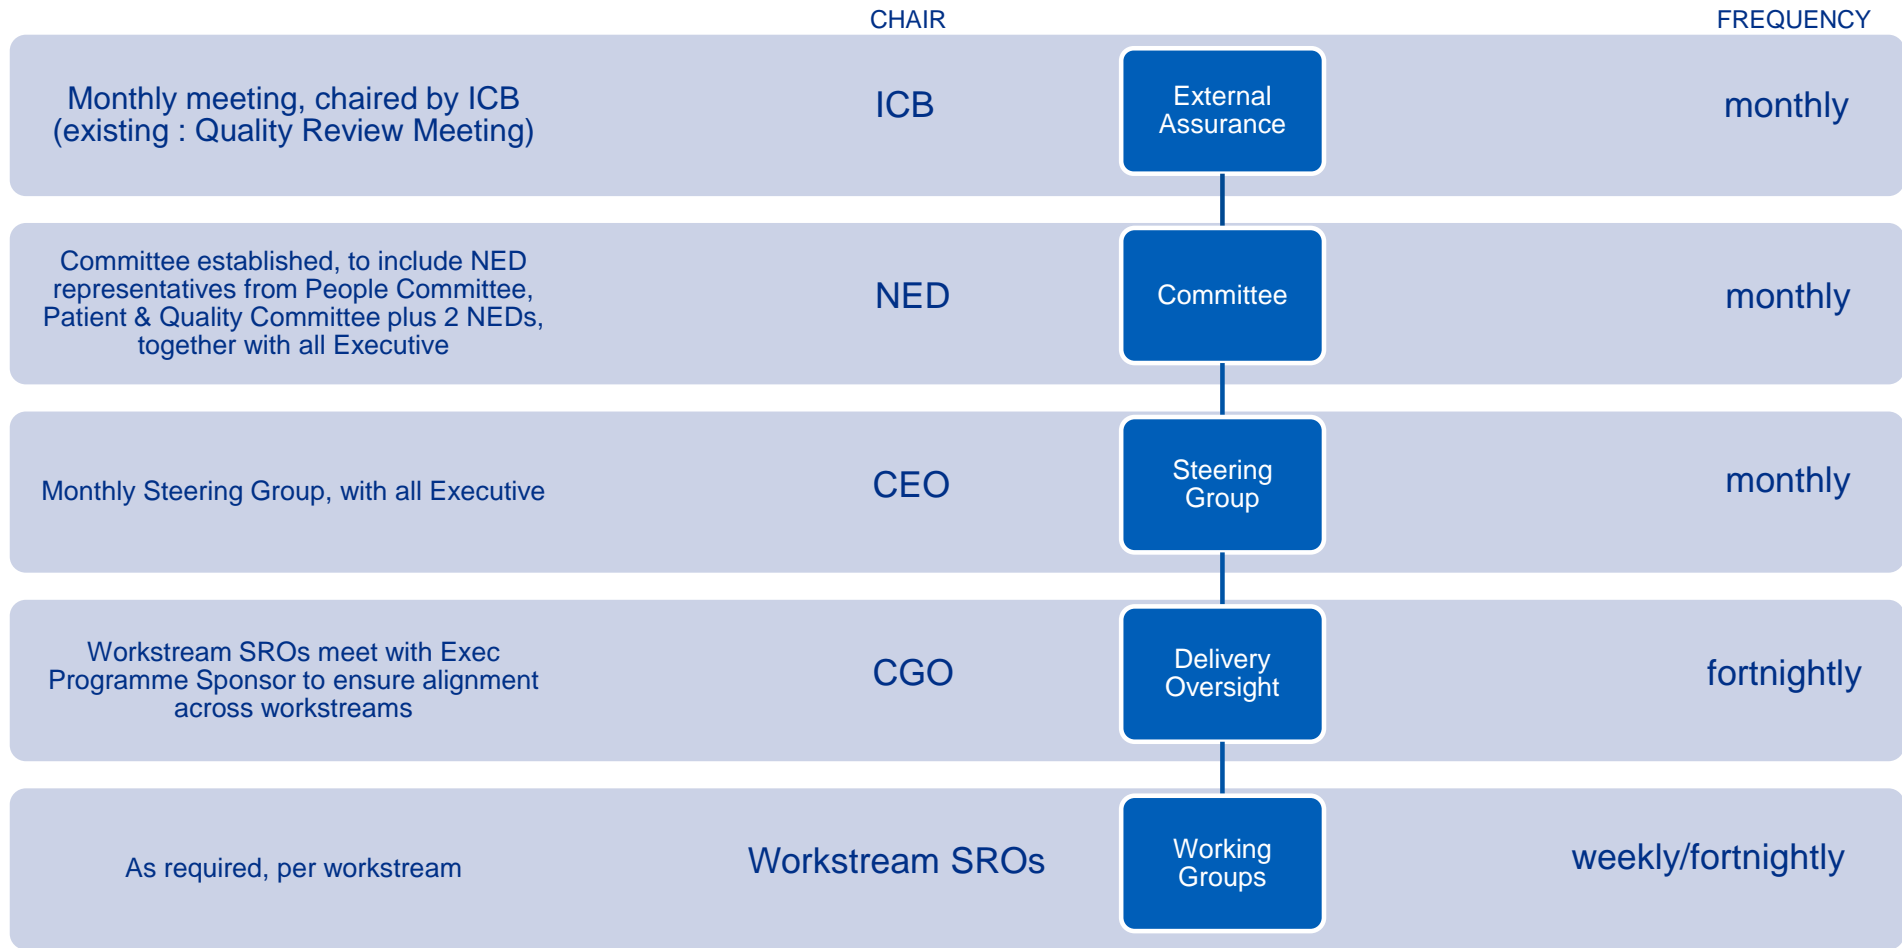 CHAIR
FREQUENCY
Monthly meeting, chaired by ICB
(existing : Quality Review Meeting)
ICB
External
Assurance
monthly
Committee established, to include NED
representatives from People Committee,
Patient & Quality Committee plus 2 NEDs,
together with all Executive
NED
Committee
monthly
Monthly Steering Group, with all Executive
CEO
Steering
Group
monthly
Workstream SROs meet with Exec
Programme Sponsor to ensure alignment
across workstreams
CGO
Delivery
Oversight
fortnightly
As required, per workstream
Workstream SROs
Working
Groups
weekly/fortnightly